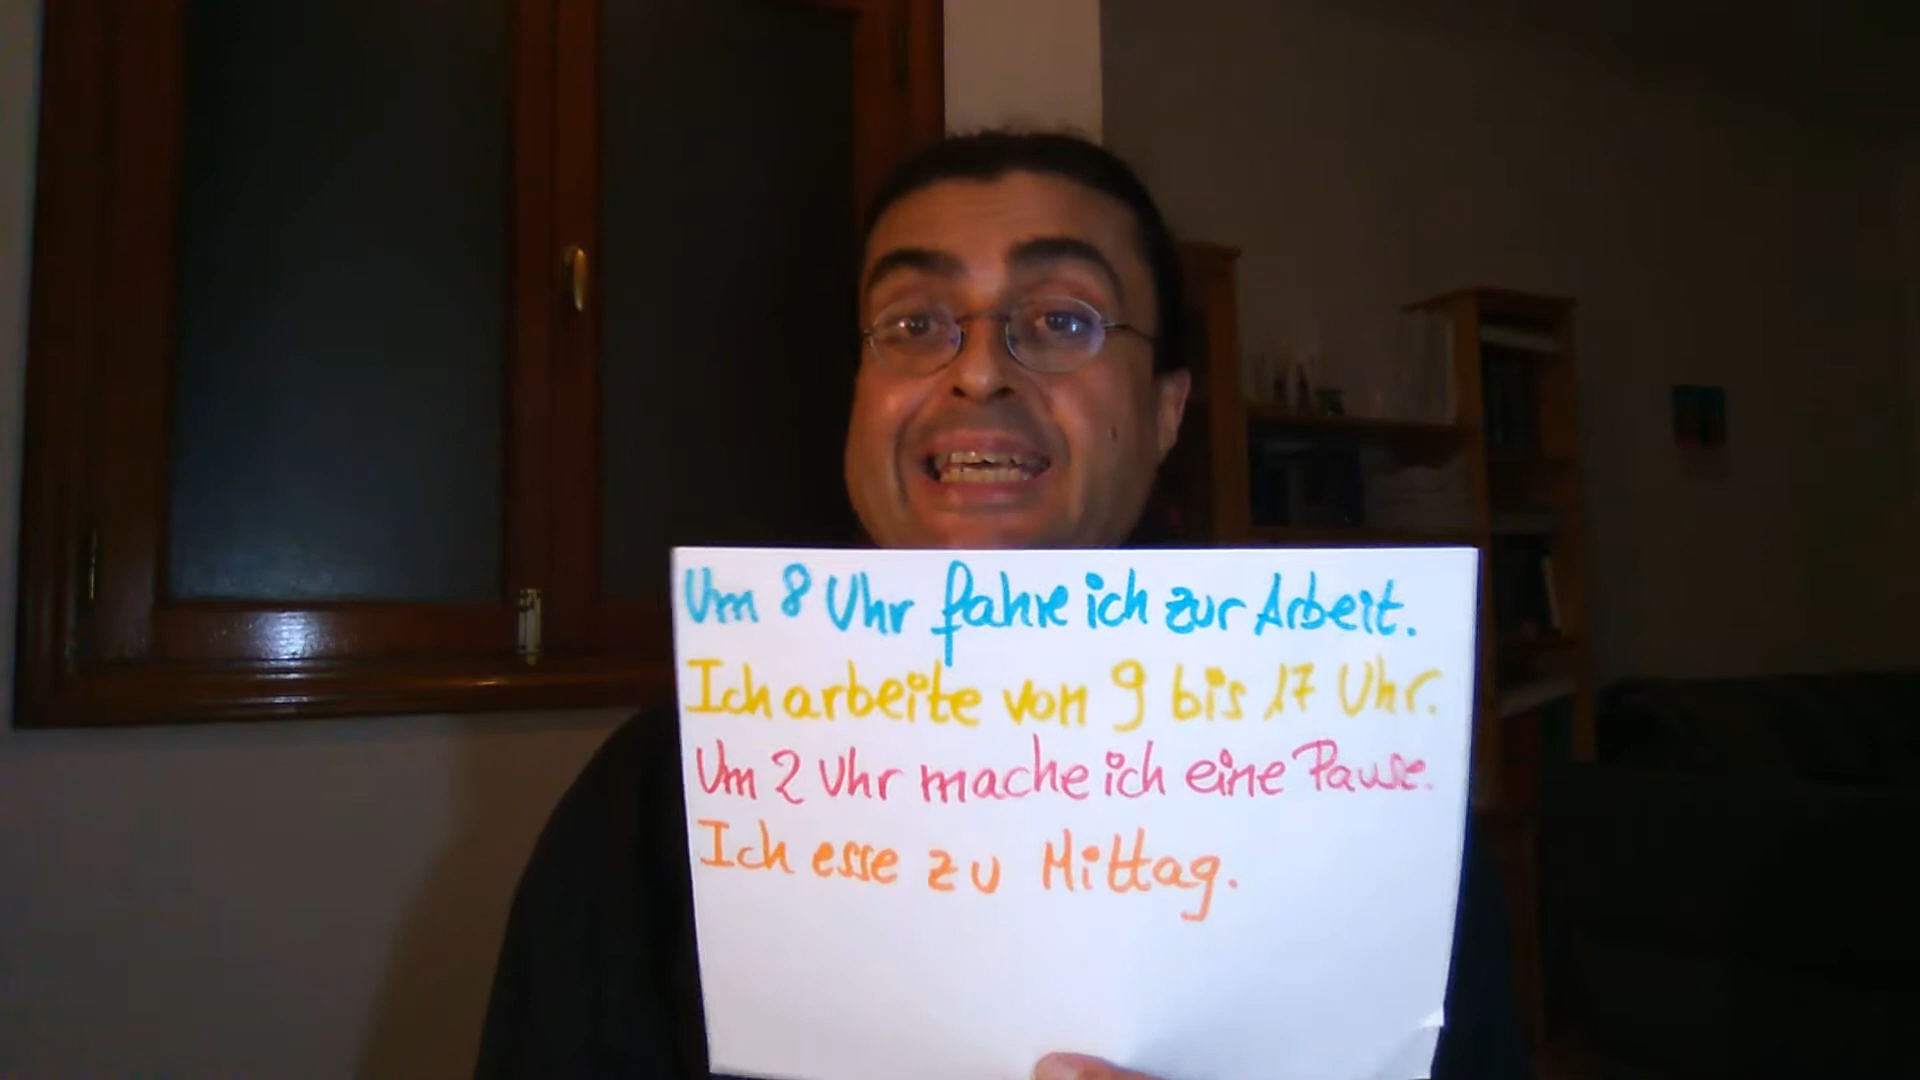 Um 8 Uhr fahre ich zur Arbeit.
Ich arbeite von 9 bis 17 Uhr.
Um 2 Uhr mache ich eine Pause.
Ich esse zu Mittag.